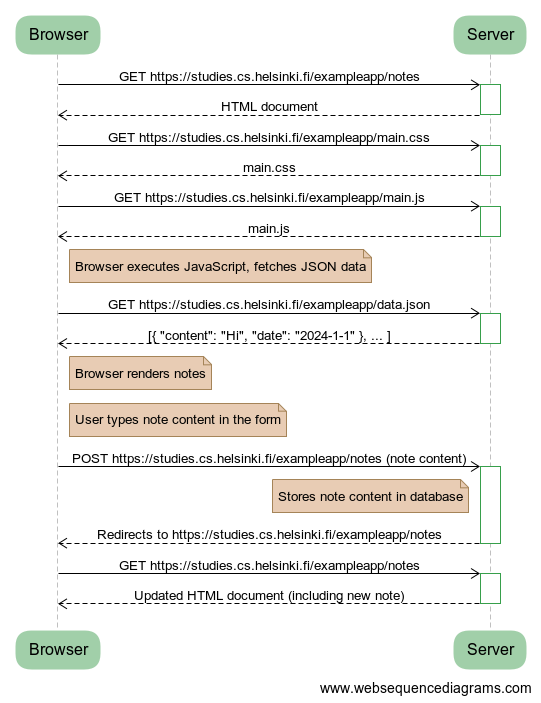 Browser Server
GET https://studies.cs.helsinki.fi/exampleapp/notes
HTML document
GET https://studies.cs.helsinki.fi/exampleapp/main.css
main.css
GET https://studies.cs.helsinki.fi/exampleapp/main.js
main.js
Browser executes JavaScript, fetches JSON data
GET https://studies.cs.helsinki.fi/exampleapp/data.json
[{ "content": "Hi", "date": "2024-1-1" }, ... ]
Browser renders notes
User types note content in the form
POST https://studies.cs.helsinki.fi/exampleapp/notes (note content)
Stores note content in database
Redirects to https://studies.cs.helsinki.fi/exampleapp/notes
GET https://studies.cs.helsinki.fi/exampleapp/notes
Updated HTML document (including new note)
Browser Server
www.websequencediagrams.com